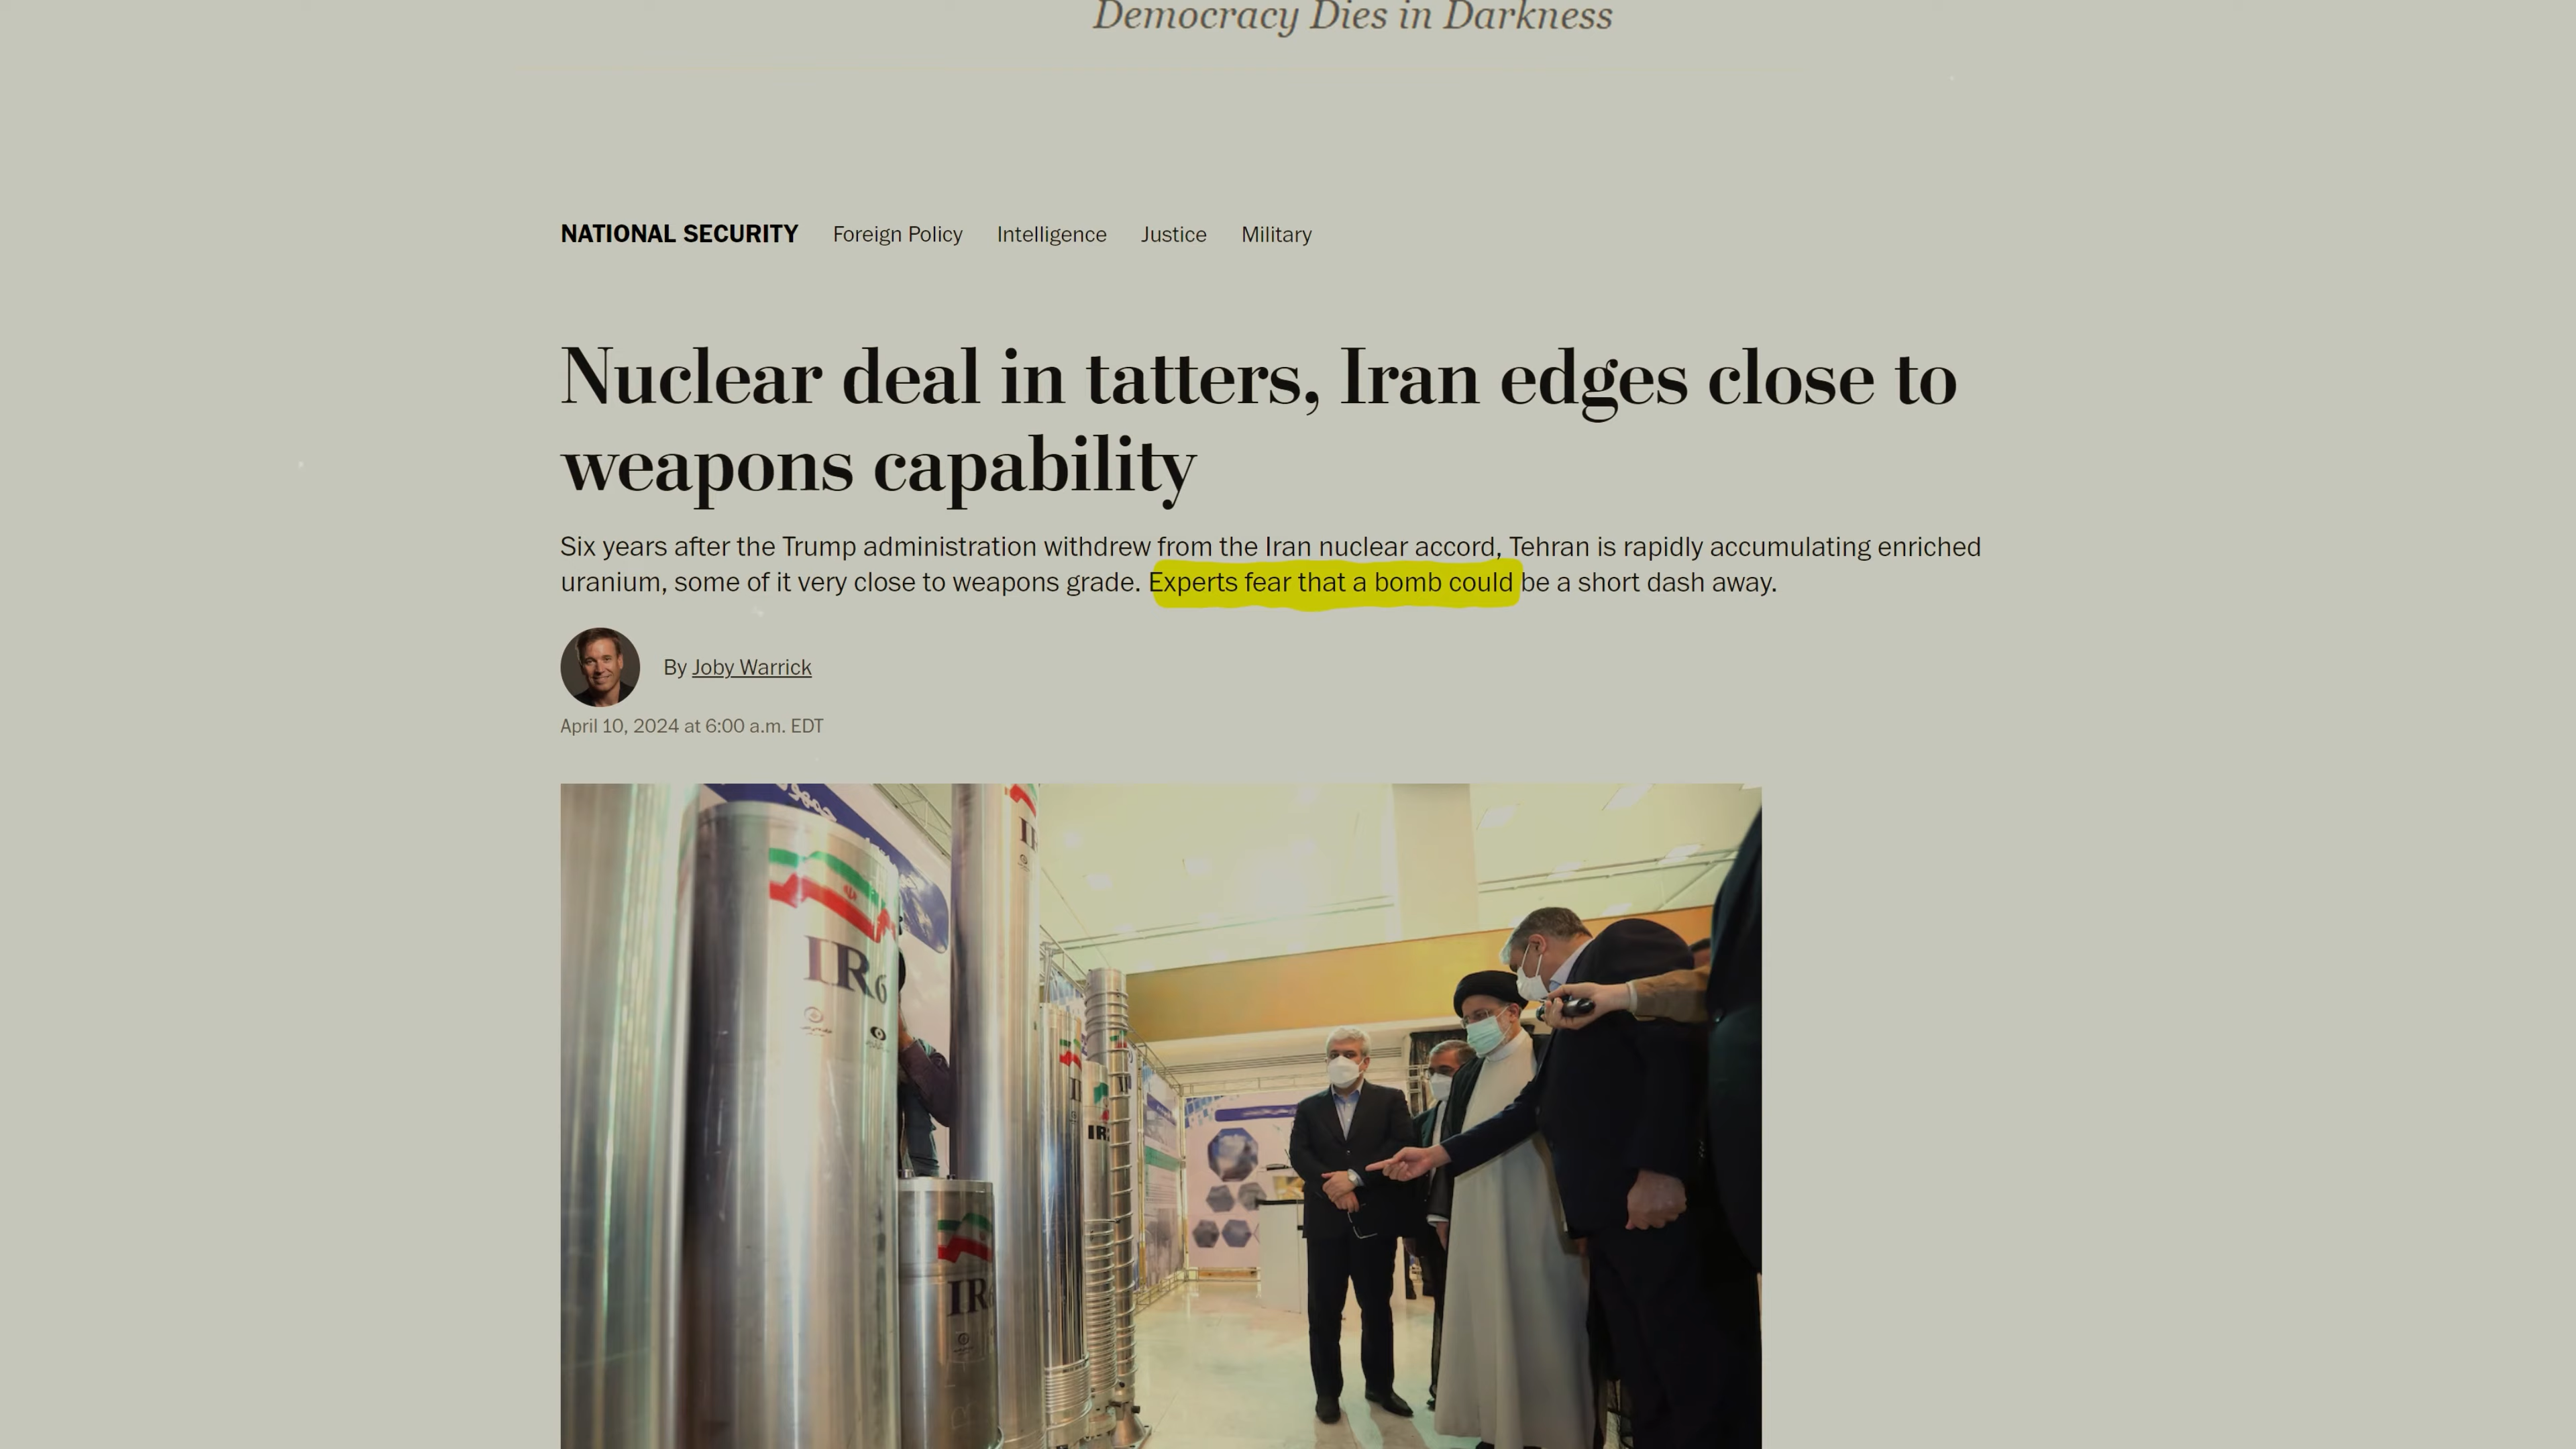 Democracy Dies in Darkness
NATIONAL SECURITY Foreign Policy Intelligence Justice Military
Nuclear deal in tatters, Iran edges close to
weapons capability
Six years after the Trump administration withdrew from the Iran nuclear accord, Tehran is rapidly accumulating enriched
uranium, some of it very close to weapons grade. Experts fear that a bomb could be a short dash away.
By Joby Warrick
April 10, 2024 at 6:00 a.m. EDT
IR6